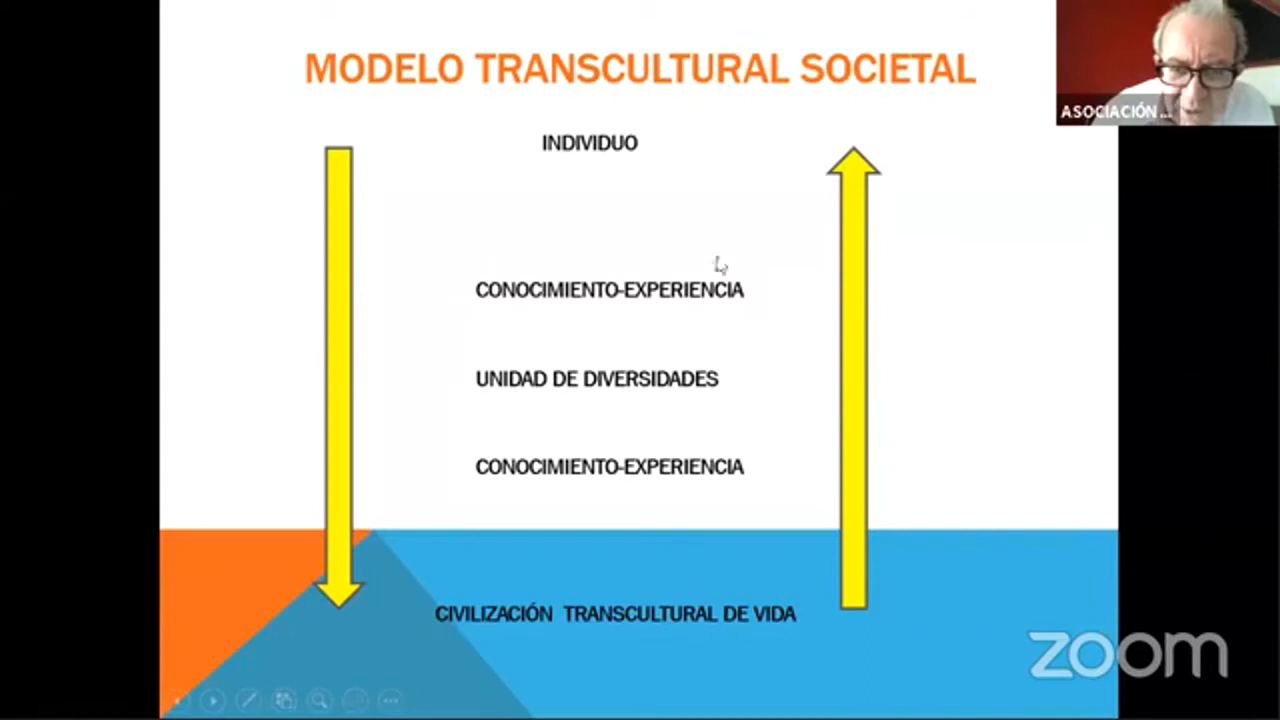 MODELO TRANSCULTURAL SOCIETAL
ASOCIACIÓN ...
INDIVIDUO
CONOCIMIENTO-EXPERIENCIA
UNIDAD DE DIVERSIDADES
CONOCIMIENTO-EXPERIENCIA
CIVILIZACIÓN TRANSCULTURAL DE VIDA
zoom